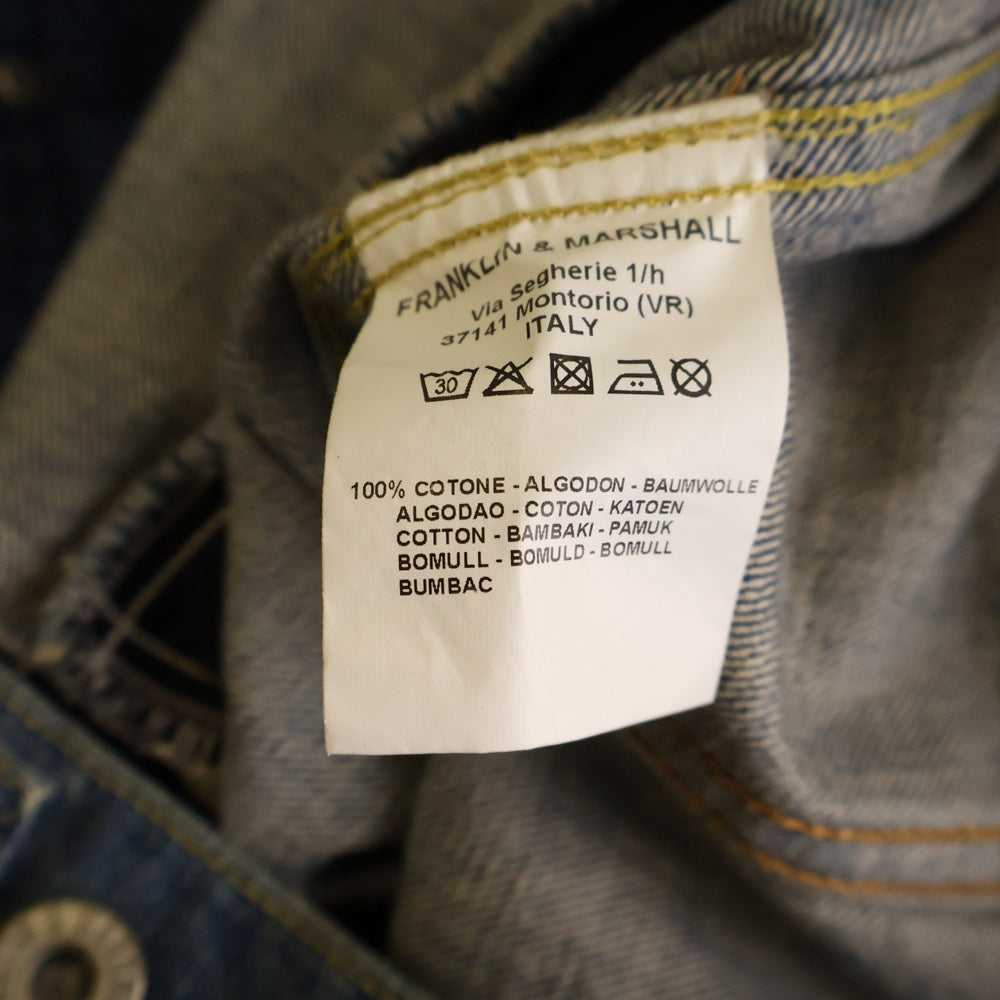 FRANKLIN & MARSHALL
Via Segherie 1/h
37141 Montorio (VR)
ITALY
30
100% COTONE - ALGODON - BAUMWOLLE
ALGODAO - COTON - KATOEN
COTTON - BAMBAKI - PAMUK
BOMULL - BOMULD - BOMULL
BUMBAC